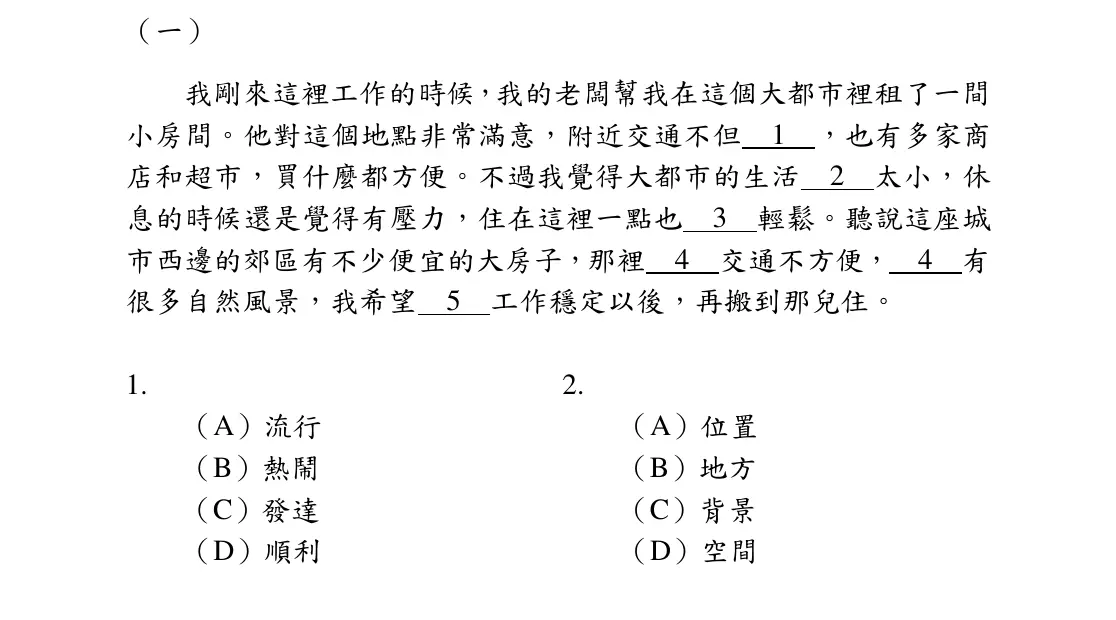 （一）
我剛來這裡工作的時候，我的老闆幫我在這個大都市裡租了一間
小房間。他對這個地點非常滿意，附近交通不但 1 ，也有多家商
店和超市，買什麼都方便。不過我覺得大都市的生活 2 太小，休
息的時候還是覺得有壓力，住在這裡一點也 3 輕鬆。聽說這座城
市西邊的郊區有不少便宜的大房子，那裡 4 交通不方便， 4 有
很多自然風景，我希望 5 工作穩定以後，再搬到那兒住。
1.
（A）流行
（B）熱鬧
（C）發達
（D）順利
2.
（A）位置
（B）地方
（C）背景
（D）空間